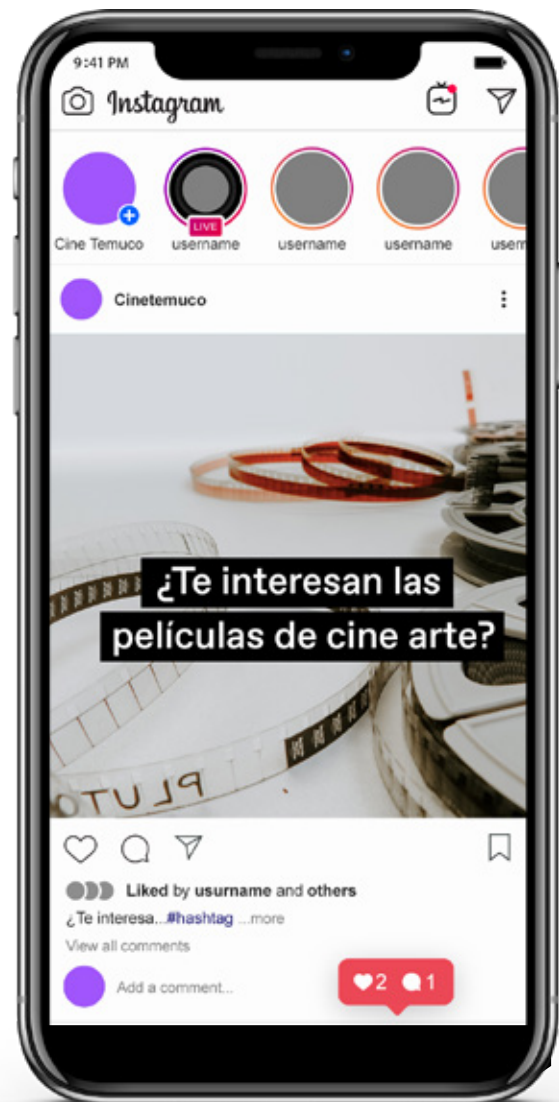 9:41 PM
Instagram
LIVE
Cine Temuco username username username usern
Cinetemuco
¿Te interesan las
películas de cine arte?
PLUTO
Liked by usurname and others
¿Te interesa...#hashtag ...more
View all comments
Add a comment...
2 1